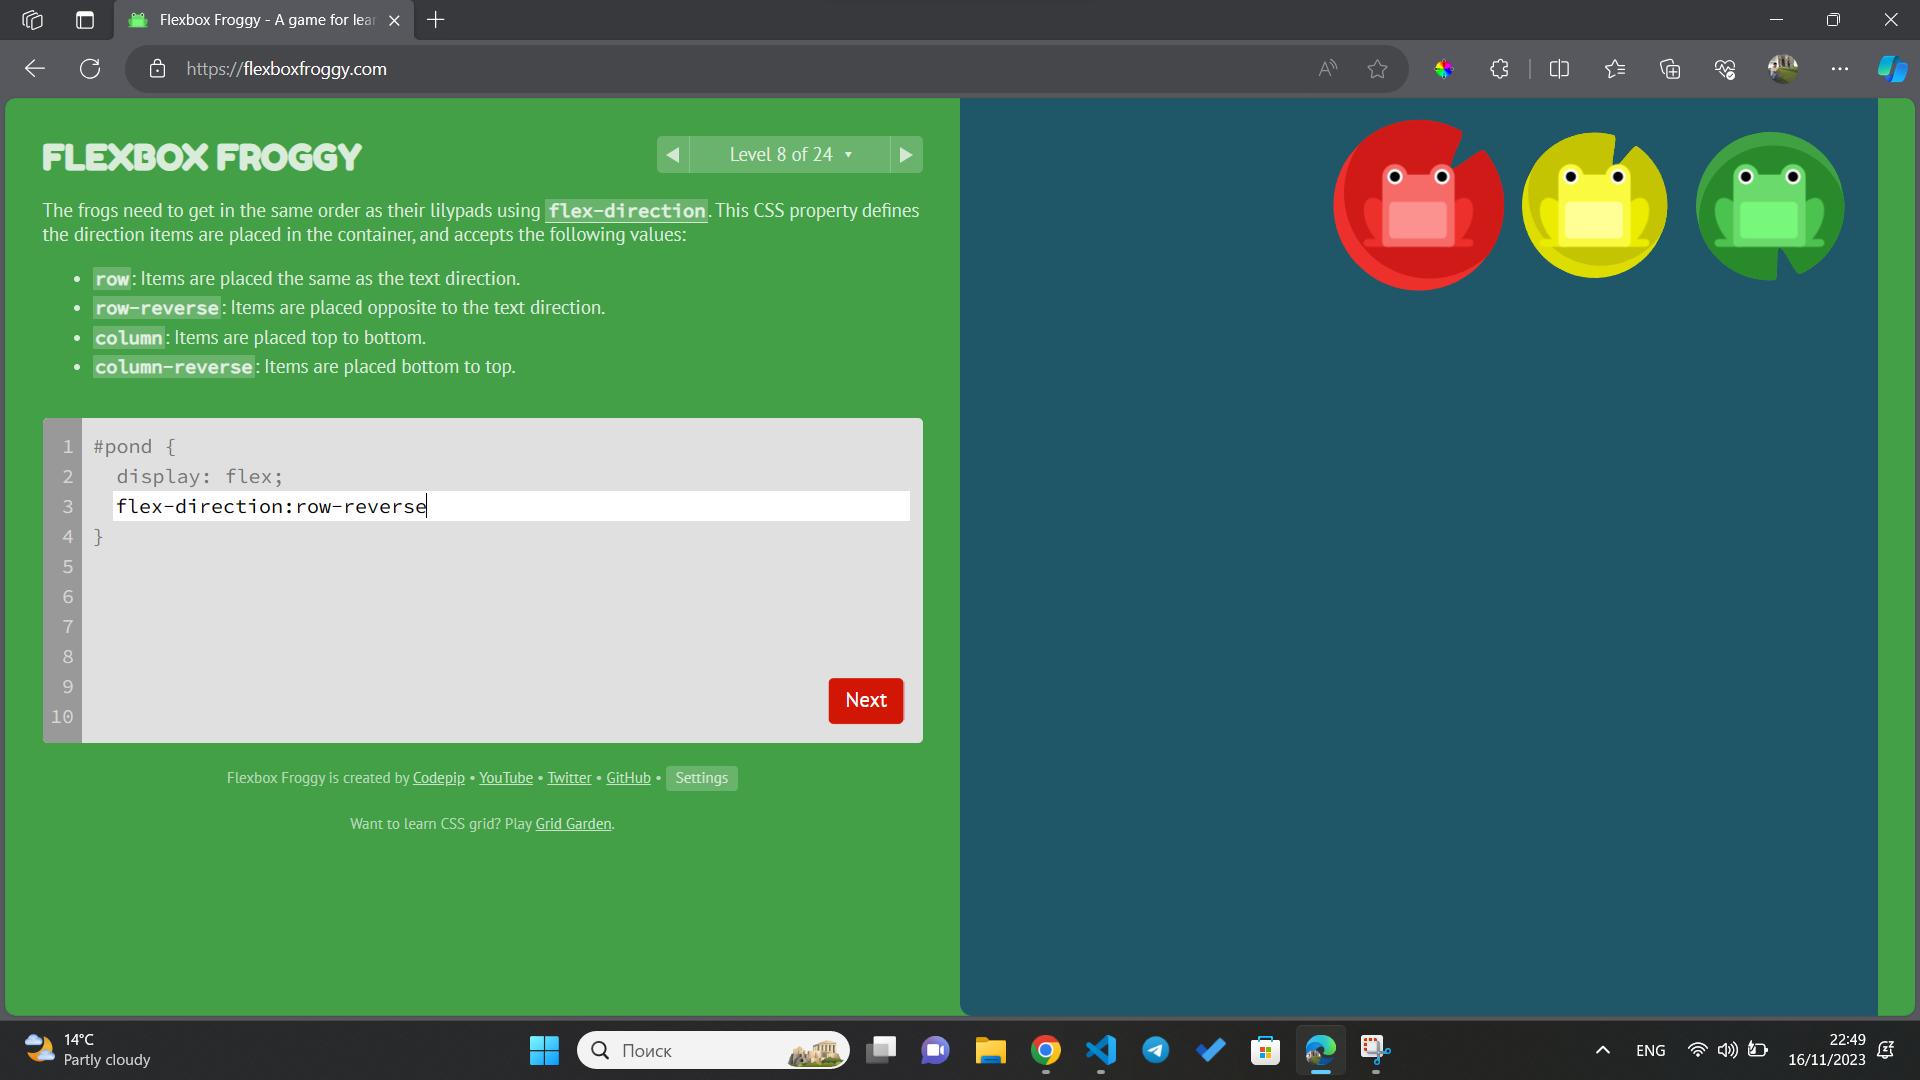 Flexbox Froggy - A game for lear
https://flexboxfroggy.com
FLEXBOX FROGGY
Level 8 of 24
The frogs need to get in the same order as their lilypads using flex-direction. This CSS property defines
the direction items are placed in the container, and accepts the following values:
• row: Items are placed the same as the text direction.
• row-reverse: Items are placed opposite to the text direction.
• column: Items are placed top to bottom.
• column-reverse: Items are placed bottom to top.
1 #pond {
2 display: flex;
3 flex-direction:row-reverse
4 }
5
6
7
8
9
10
Next
Flexbox Froggy is created by Codepip • YouTube • Twitter • GitHub • Settings
Want to learn CSS grid? Play Grid Garden.
14°C
Partly cloudy
Поиск
ENG
22:49
16/11/2023